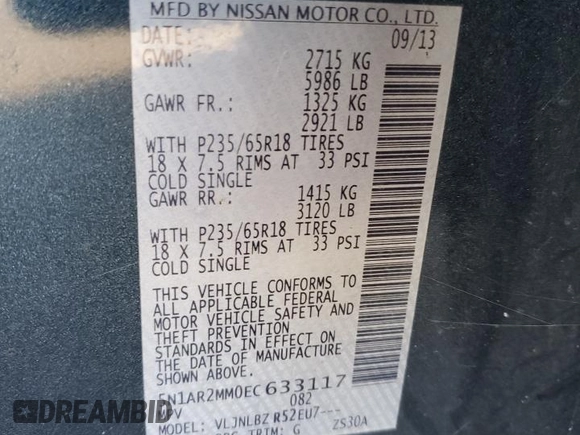 MFD BY NISSAN MOTOR CO., LTD.
DATE: 09/13
GVWR: 2715 KG
5986 LB
GAWR FR.: 1325 KG
2921 LB
WITH P235/65R18 TIRES
18 X 7.5 RIMS AT 33 PSI
COLD SINGLE
GAWR RR.: 1415 KG
3120 LB
WITH P235/65R18 TIRES
18 X 7.5 RIMS AT 33 PSI
COLD SINGLE
THIS VEHICLE CONFORMS TO
ALL APPLICABLE FEDERAL
MOTOR VEHICLE SAFETY AND
THEFT PREVENTION
STANDARDS IN EFFECT ON
THE DATE OF MANUFACTURE
SHOWN ABOVE.
5N1AR2MM0EC633117
082
MODEL: VLJNLBZ R52EU7---
TRIM: G ZS30A
DEALERSHIP
AUCTIONS